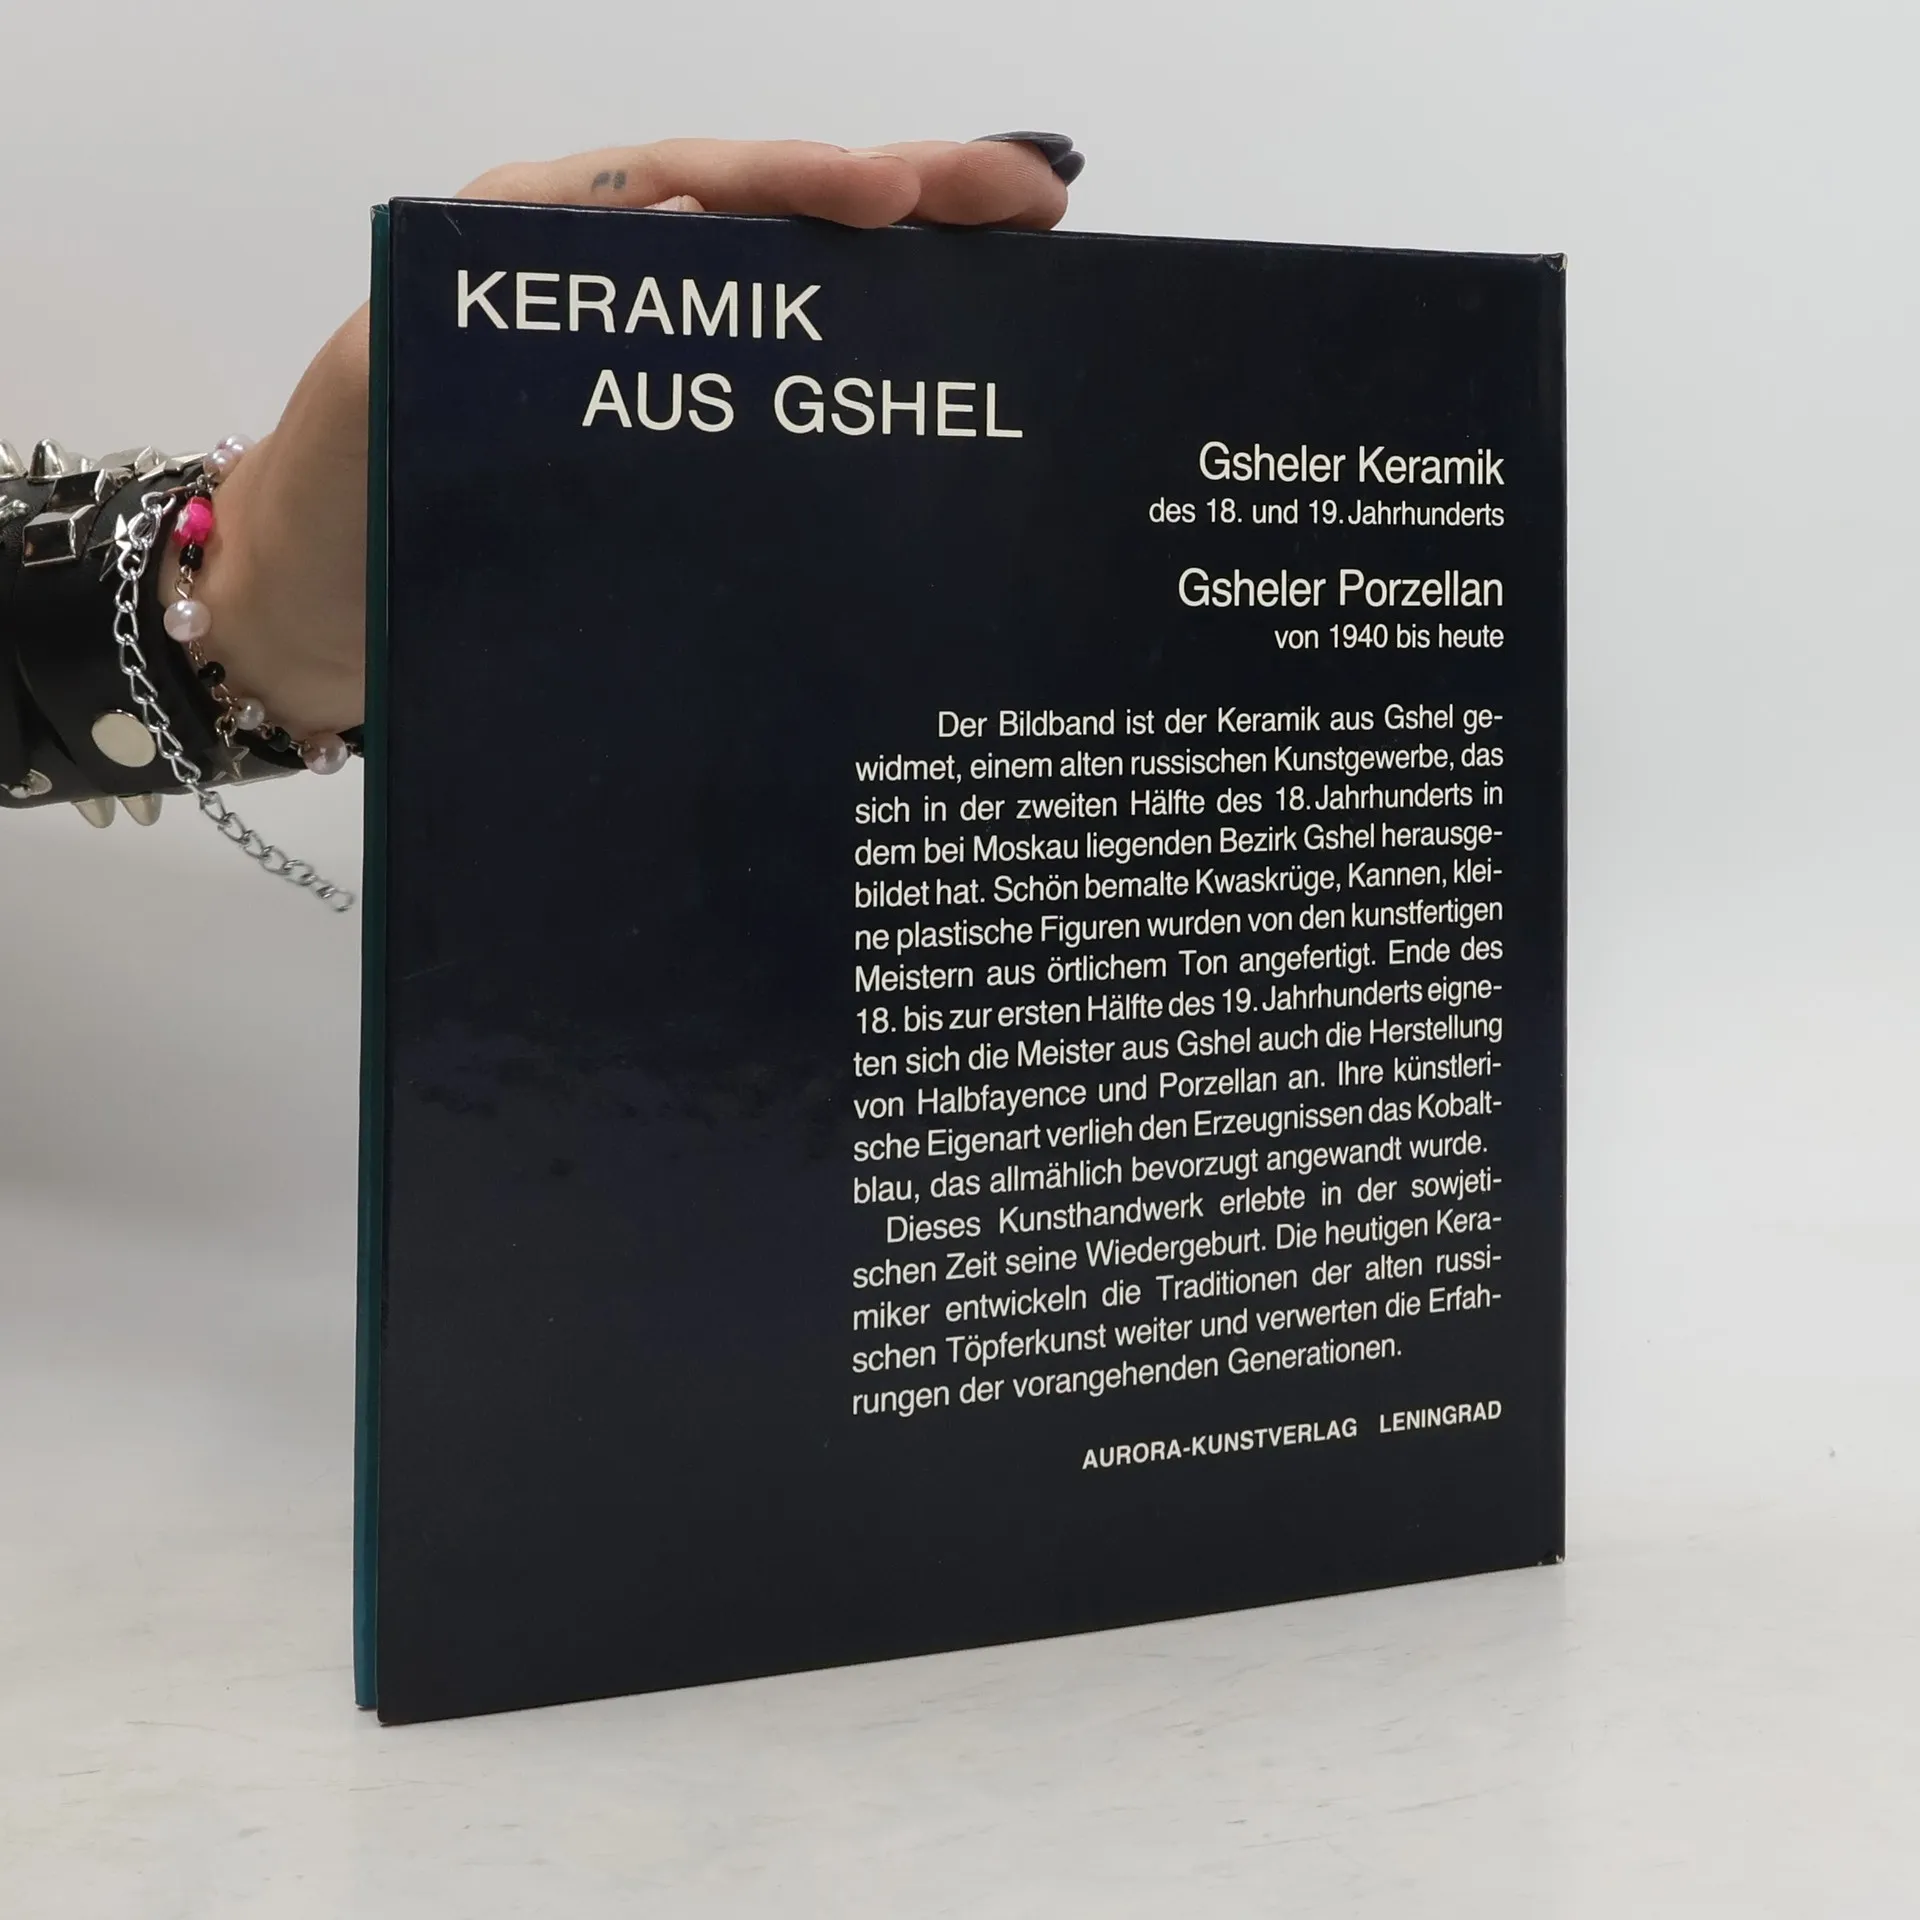 KERAMIK
AUS GSHEL
Gsheler Keramik
des 18. und 19. Jahrhunderts
Gsheler Porzellan
von 1940 bis heute
Der Bildband ist der Keramik aus Gshel ge-
widmet, einem alten russischen Kunstgewerbe, das
sich in der zweiten Hälfte des 18. Jahrhunderts in
dem bei Moskau liegenden Bezirk Gshel herausge-
bildet hat. Schön bemalte Kwaskrüge, Kannen, klei-
ne plastische Figuren wurden von den kunstfertigen
Meistern aus örtlichem Ton angefertigt. Ende des
18. bis zur ersten Hälfte des 19. Jahrhunderts eigne-
ten sich die Meister aus Gshel auch die Herstellung
von Halbfayence und Porzellan an. Ihre künstleri-
sche Eigenart verlieh den Erzeugnissen das Kobalt-
blau, das allmählich bevorzugt angewandt wurde.
Dieses Kunsthandwerk erlebte in der sowjeti-
schen Zeit seine Wiedergeburt. Die heutigen Kera-
miker entwickeln die Traditionen der alten russi-
schen Töpferkunst weiter und verwerten die Erfah-
rungen der vorangehenden Generationen.
AURORA-KUNSTVERLAG LENINGRAD